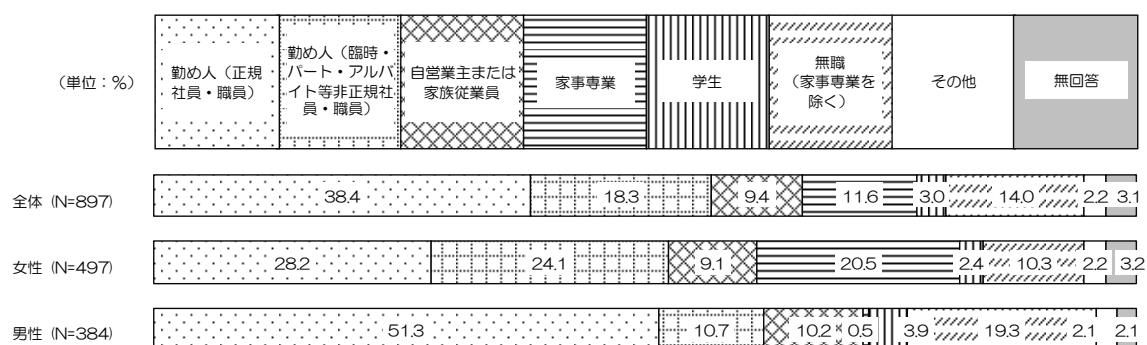 (単位：%)
勤め人（正規
社員・職員）
勤め人（臨時・
パート・アルバ
イト等非正規社
員・職員）
自営業主または
家族従業員
家事専業
学生
無職
（家事専業を
除く）
その他
無回答
全体 (N=897)
38.4 18.3 9.4 11.6 3.0 14.0 2.2 3.1
女性 (N=497)
28.2 24.1 9.1 20.5 2.4 10.3 2.2 3.2
男性 (N=384)
51.3 10.7 10.2 0.5 3.9 19.3 2.1 2.1